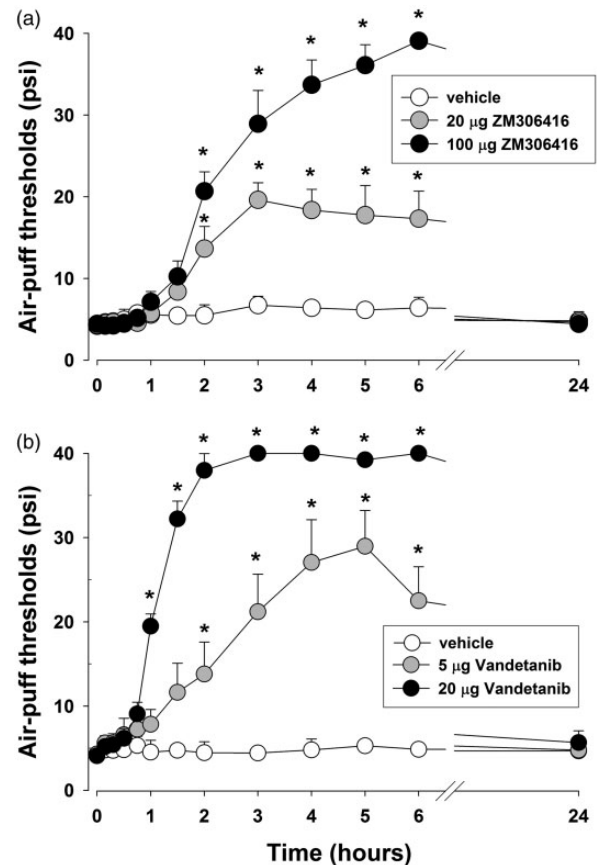 (a)
Air-puff thresholds (psi)
40
30
20
10
0
* * * * *
* * * * *
vehicle
20 µg ZM306416
100 µg ZM306416
0 1 2 3 4 5 6 24
(b)
Air-puff thresholds (psi)
40
30
20
10
0
* * * * * * *
* * * * *
vehicle
5 µg Vandetanib
20 µg Vandetanib
0 1 2 3 4 5 6 24
Time (hours)